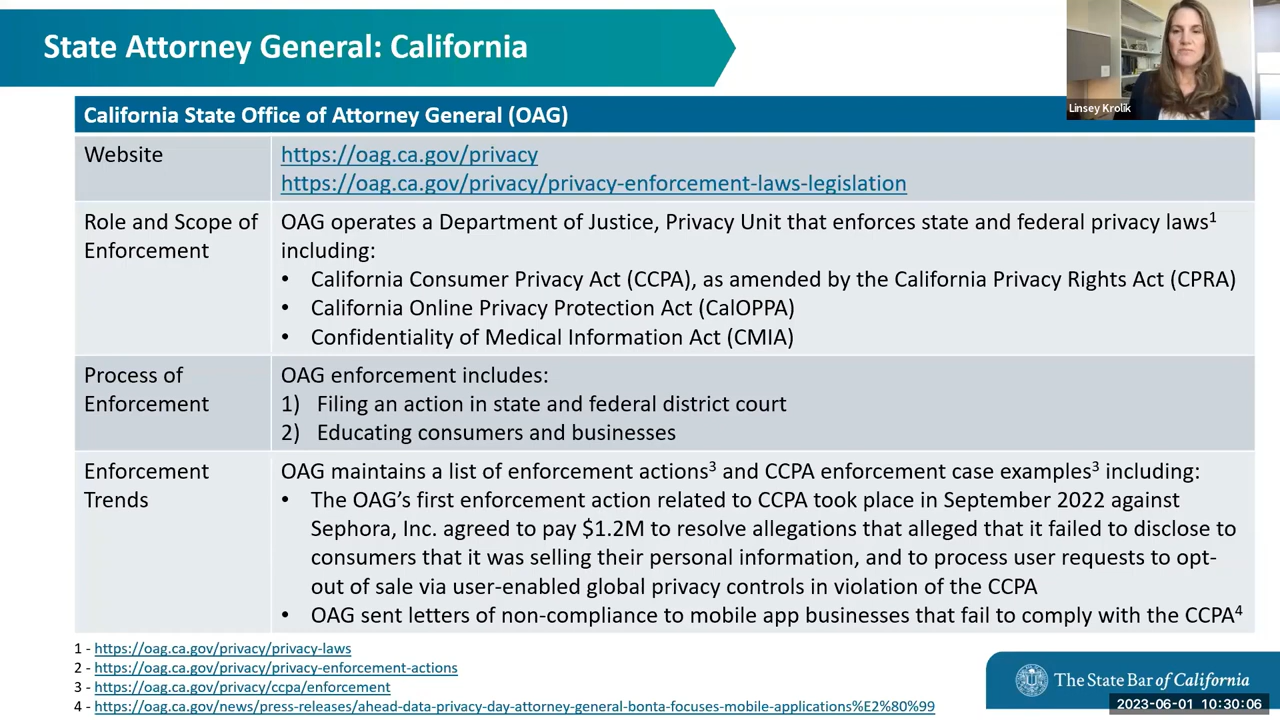 State Attorney General: California
Linsey Krolik
California State Office of Attorney General (OAG)
Website
https://oag.ca.gov/privacy
https://oag.ca.gov/privacy/privacy-enforcement-laws-legislation
Role and Scope of
Enforcement
OAG operates a Department of Justice, Privacy Unit that enforces state and federal privacy laws1
including:
• California Consumer Privacy Act (CCPA), as amended by the California Privacy Rights Act (CPRA)
• California Online Privacy Protection Act (CalOPPA)
• Confidentiality of Medical Information Act (CMIA)
Process of
Enforcement
OAG enforcement includes:
1) Filing an action in state and federal district court
2) Educating consumers and businesses
Enforcement
Trends
OAG maintains a list of enforcement actions3 and CCPA enforcement case examples3 including:
• The OAG’s first enforcement action related to CCPA took place in September 2022 against
Sephora, Inc. agreed to pay $1.2M to resolve allegations that alleged that it failed to disclose to
consumers that it was selling their personal information, and to process user requests to opt-
out of sale via user-enabled global privacy controls in violation of the CCPA
• OAG sent letters of non-compliance to mobile app businesses that fail to comply with the CCPA4
1 - https://oag.ca.gov/privacy/privacy-laws
2 - https://oag.ca.gov/privacy/privacy-enforcement-actions
3 - https://oag.ca.gov/privacy/ccpa/enforcement
4 - https://oag.ca.gov/news/press-releases/ahead-data-privacy-day-attorney-general-bonta-focuses-mobile-applications%E2%80%99
The State Bar of California
2023-06-01 10:30:06